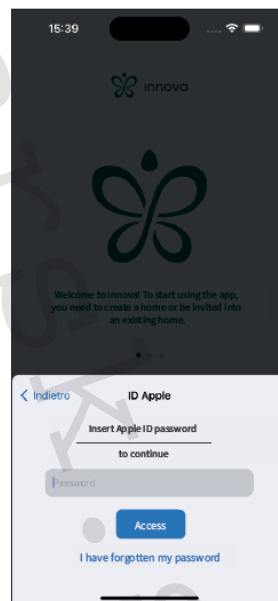 15:39
innova
Welcome to Innova! To start using the app,
you need to create a home or be invited into
an existing home.
Indietro
ID Apple
Insert Apple ID password
to continue
Password
Access
I have forgotten my password